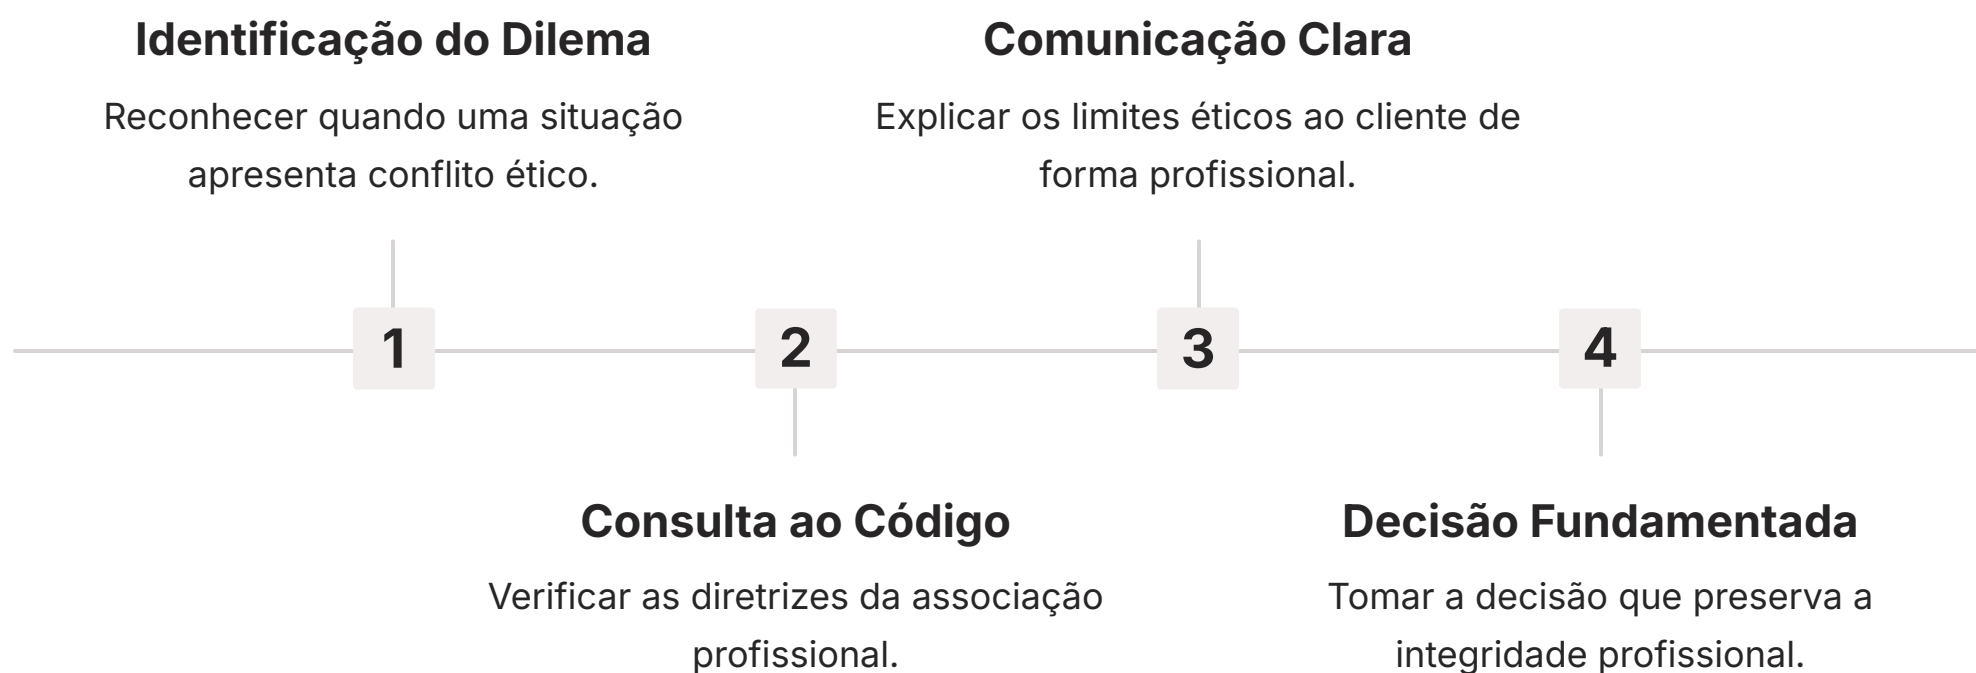 Identificação do Dilema
Reconhecer quando uma situação
apresenta conflito ético.
Comunicação Clara
Explicar os limites éticos ao cliente de
forma profissional.
1
2
3
4
Consulta ao Código
Verificar as diretrizes da associação
profissional.
Decisão Fundamentada
Tomar a decisão que preserva a
integridade profissional.